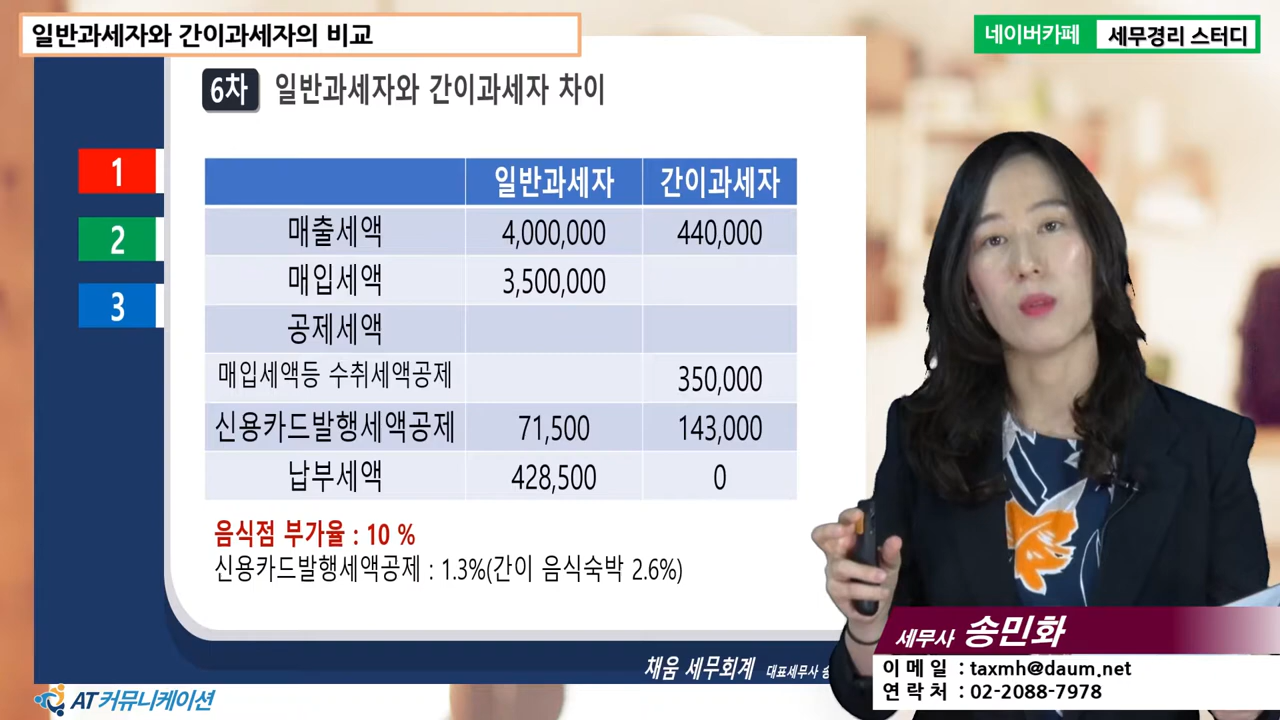 일반과세자와 간이과세자의 비교
네이버카페 세무경리 스터디
6차 일반과세자와 간이과세자 차이
1
2
3
일반과세자 간이과세자
매출세액 4,000,000 440,000
매입세액 3,500,000
공제세액
매입세액등 수취세액공제 350,000
신용카드발행세액공제 71,500 143,000
납부세액 428,500 0
음식점 부가율 : 10 %
신용카드발행세액공제 : 1.3%(간이 음식숙박 2.6%)
세무사 송민화
이메일 : taxmh@daum.net
연락처 : 02-2088-7978
채움 세무회계 대표세무사
AT커뮤니케이션